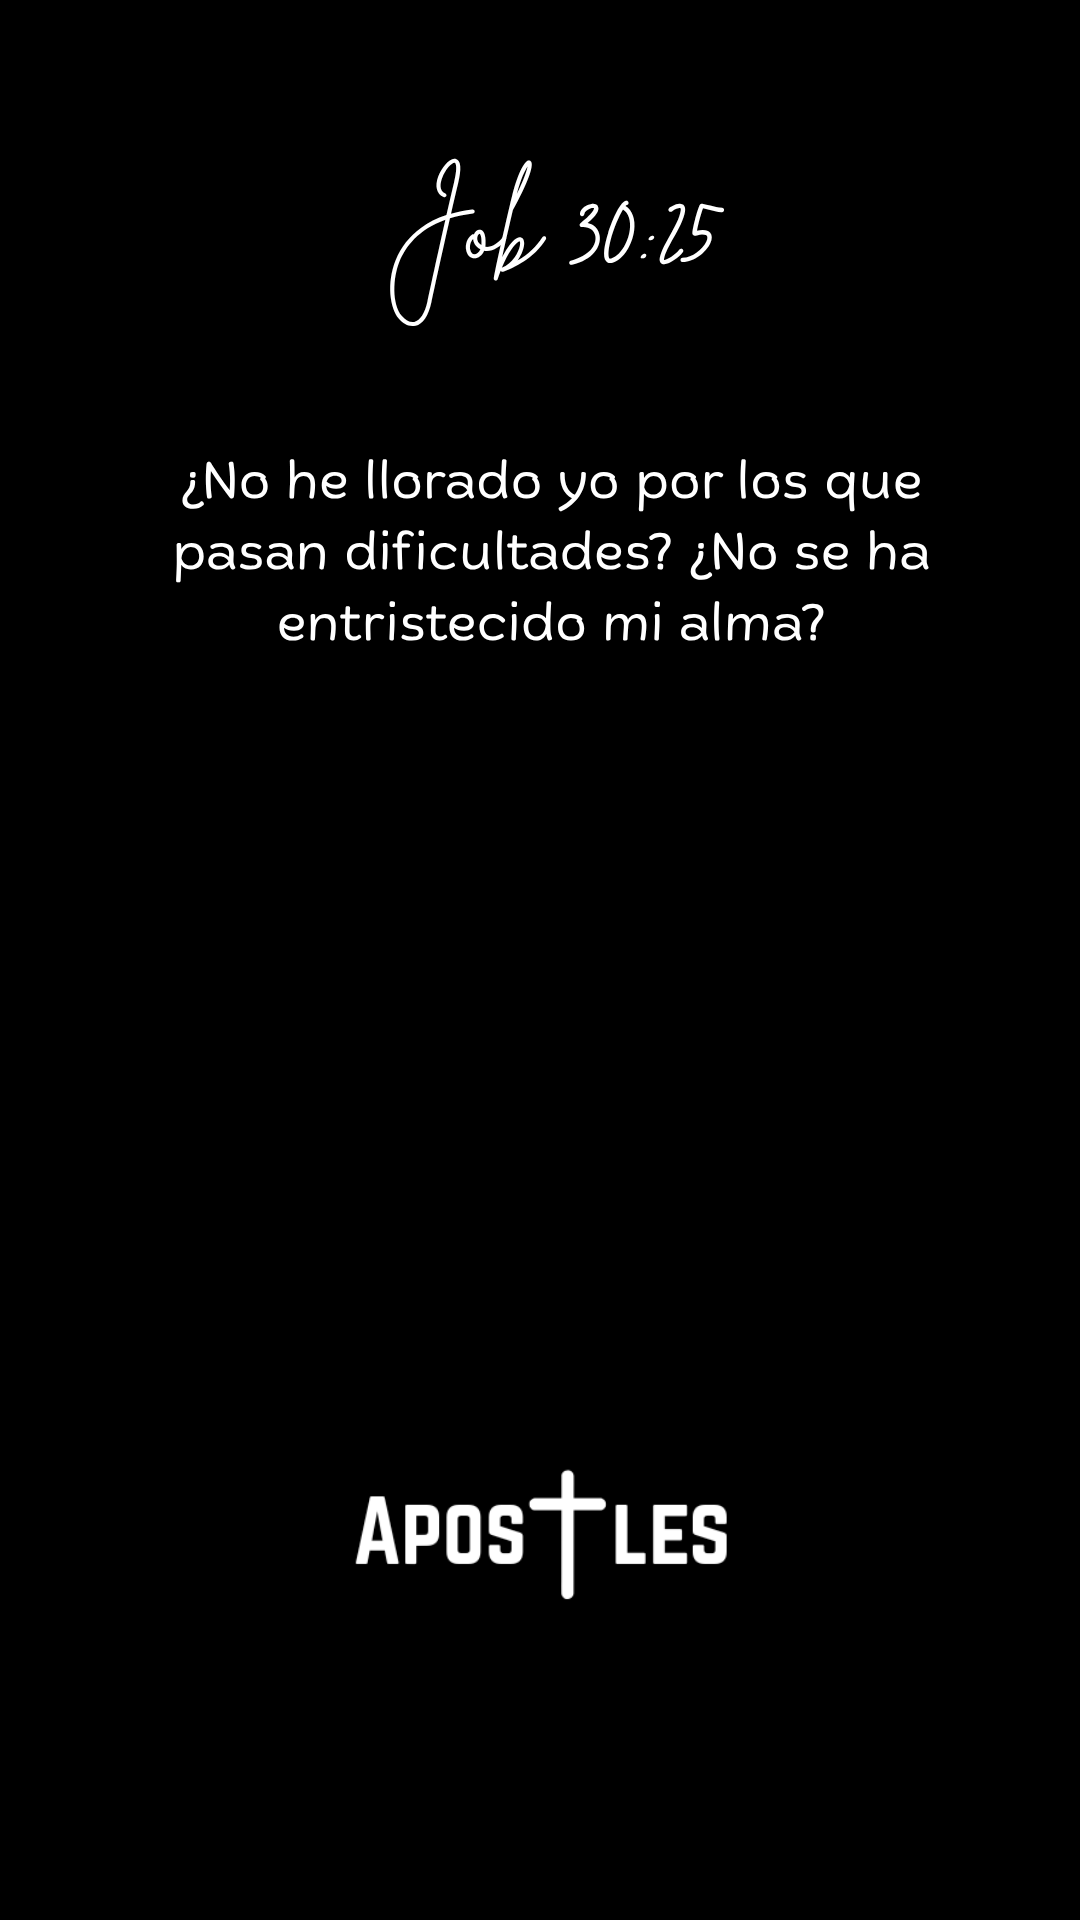 Job 30:25
¿No he llorado yo por los que
pasan dificultades? ¿No se ha
entristecido mi alma?
APOSTLES